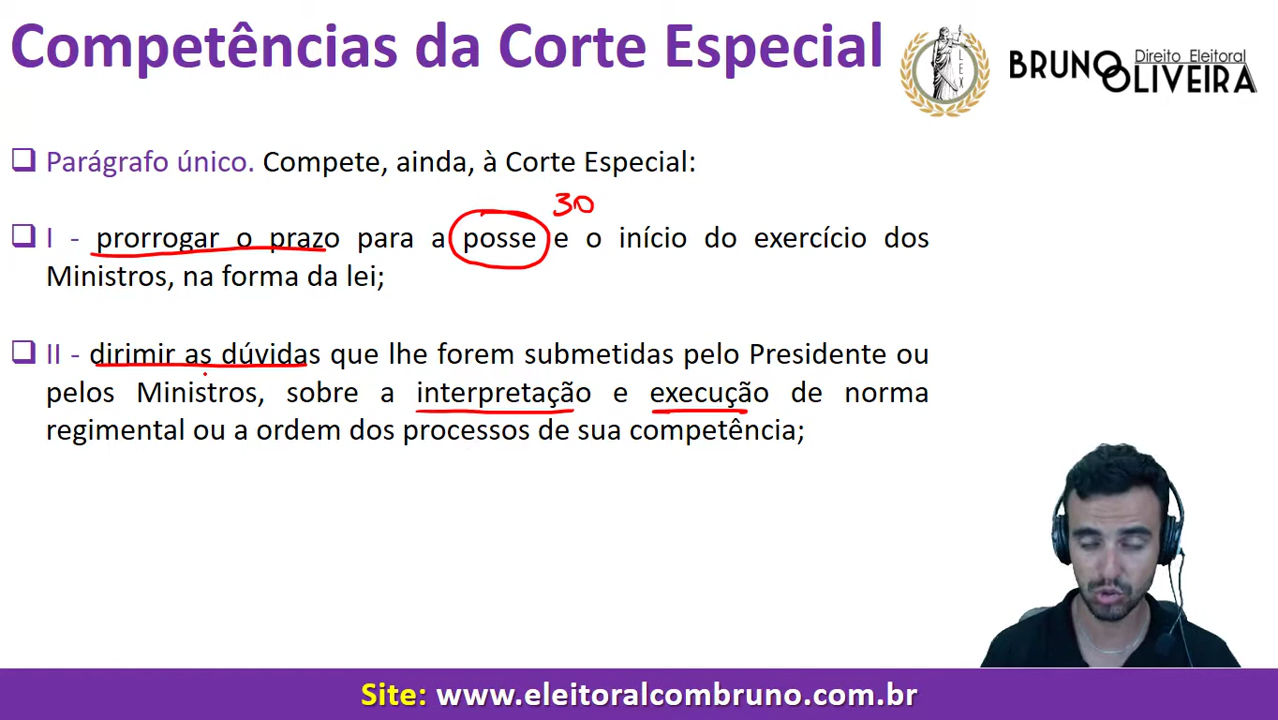 Competências da Corte Especial
LEX
BRUNO OLIVEIRA
Direito Eleitoral
Parágrafo único. Compete, ainda, à Corte Especial:
30
I - prorrogar o prazo para a posse e o início do exercício dos
Ministros, na forma da lei;
II - dirimir as dúvidas que lhe forem submetidas pelo Presidente ou
pelos Ministros, sobre a interpretação e execução de norma
regimental ou a ordem dos processos de sua competência;
Site: www.eleitoralcombruno.com.br